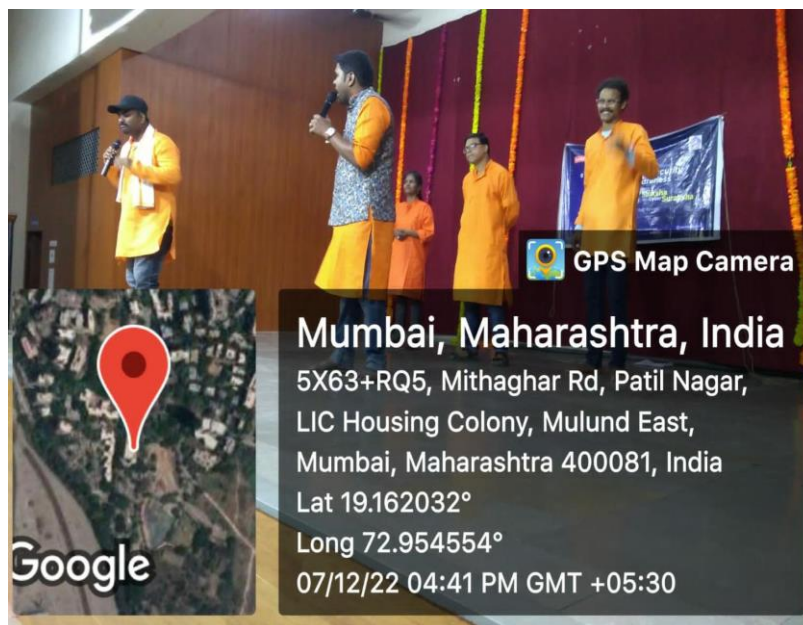 GPS Map Camera
Mumbai, Maharashtra, India
5X63+RQ5, Mithaghar Rd, Patil Nagar,
LIC Housing Colony, Mulund East,
Mumbai, Maharashtra 400081, India
Lat 19.162032°
Long 72.954554°
07/12/22 04:41 PM GMT +05:30
Google